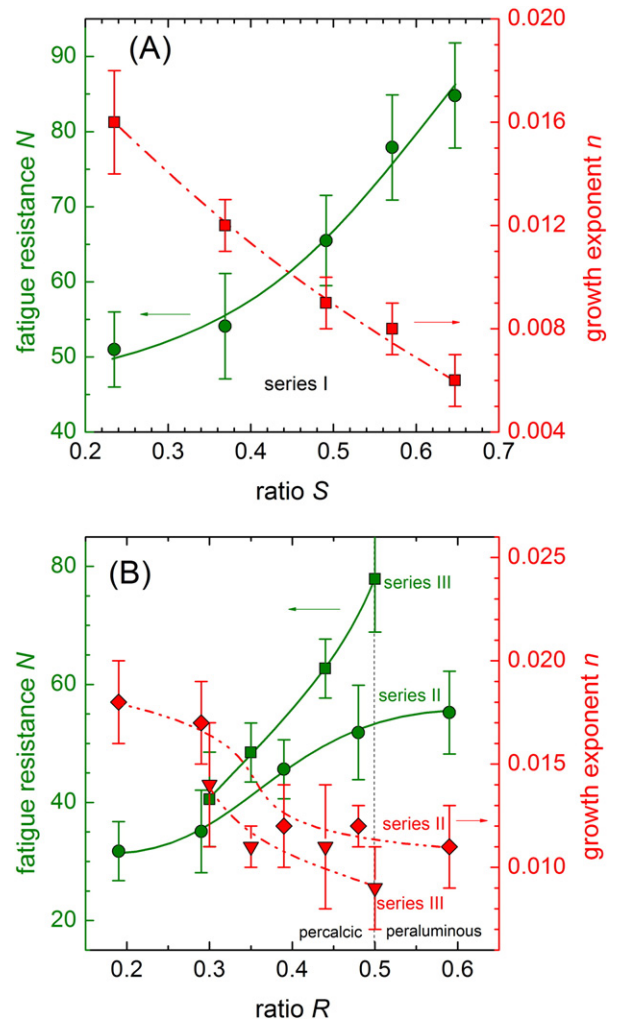 (A)
90
80
70
60
50
40
fatigue resistance N
0.020
0.016
0.012
0.008
0.004
growth exponent n
series I
0.2 0.3 0.4 0.5 0.6 0.7
ratio S
(B)
80
60
40
20
fatigue resistance N
0.025
0.020
0.015
0.010
growth exponent n
series III
series II
series II
series III
percalcic peraluminous
0.2 0.3 0.4 0.5 0.6
ratio R